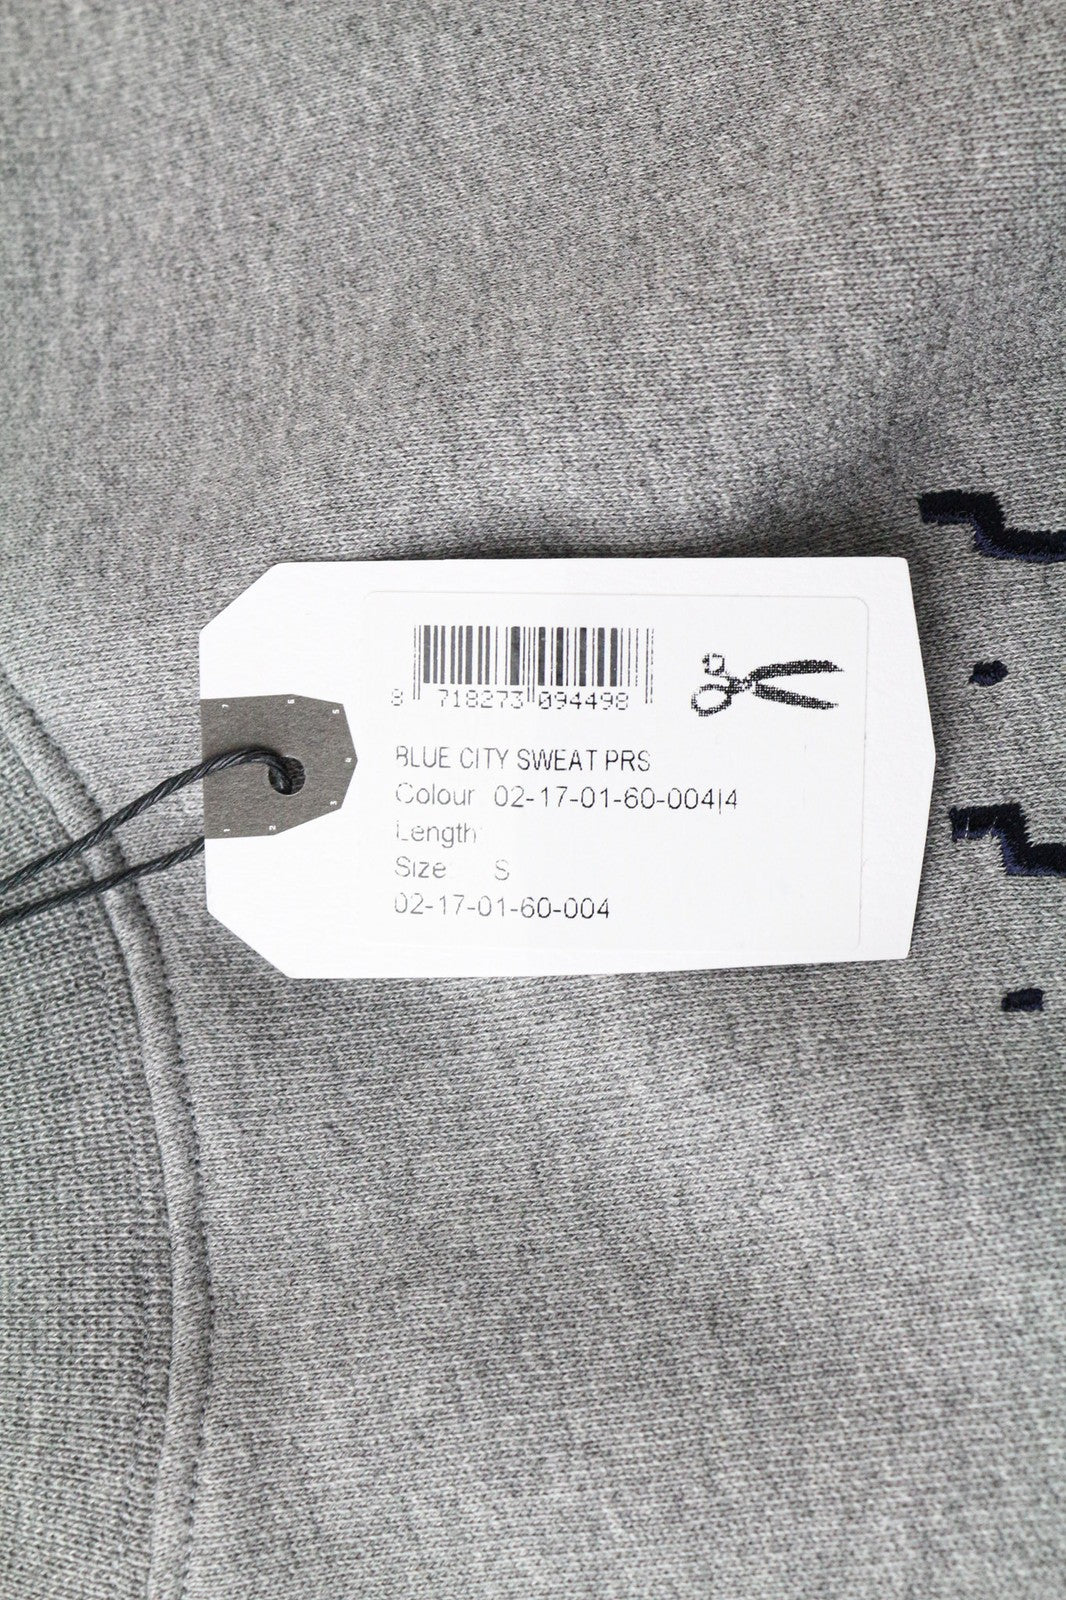 8 718273 094498
BLUE CITY SWEAT PRS
Colour 02-17-01-60-004|4
Length
Size S
02-17-01-60-004